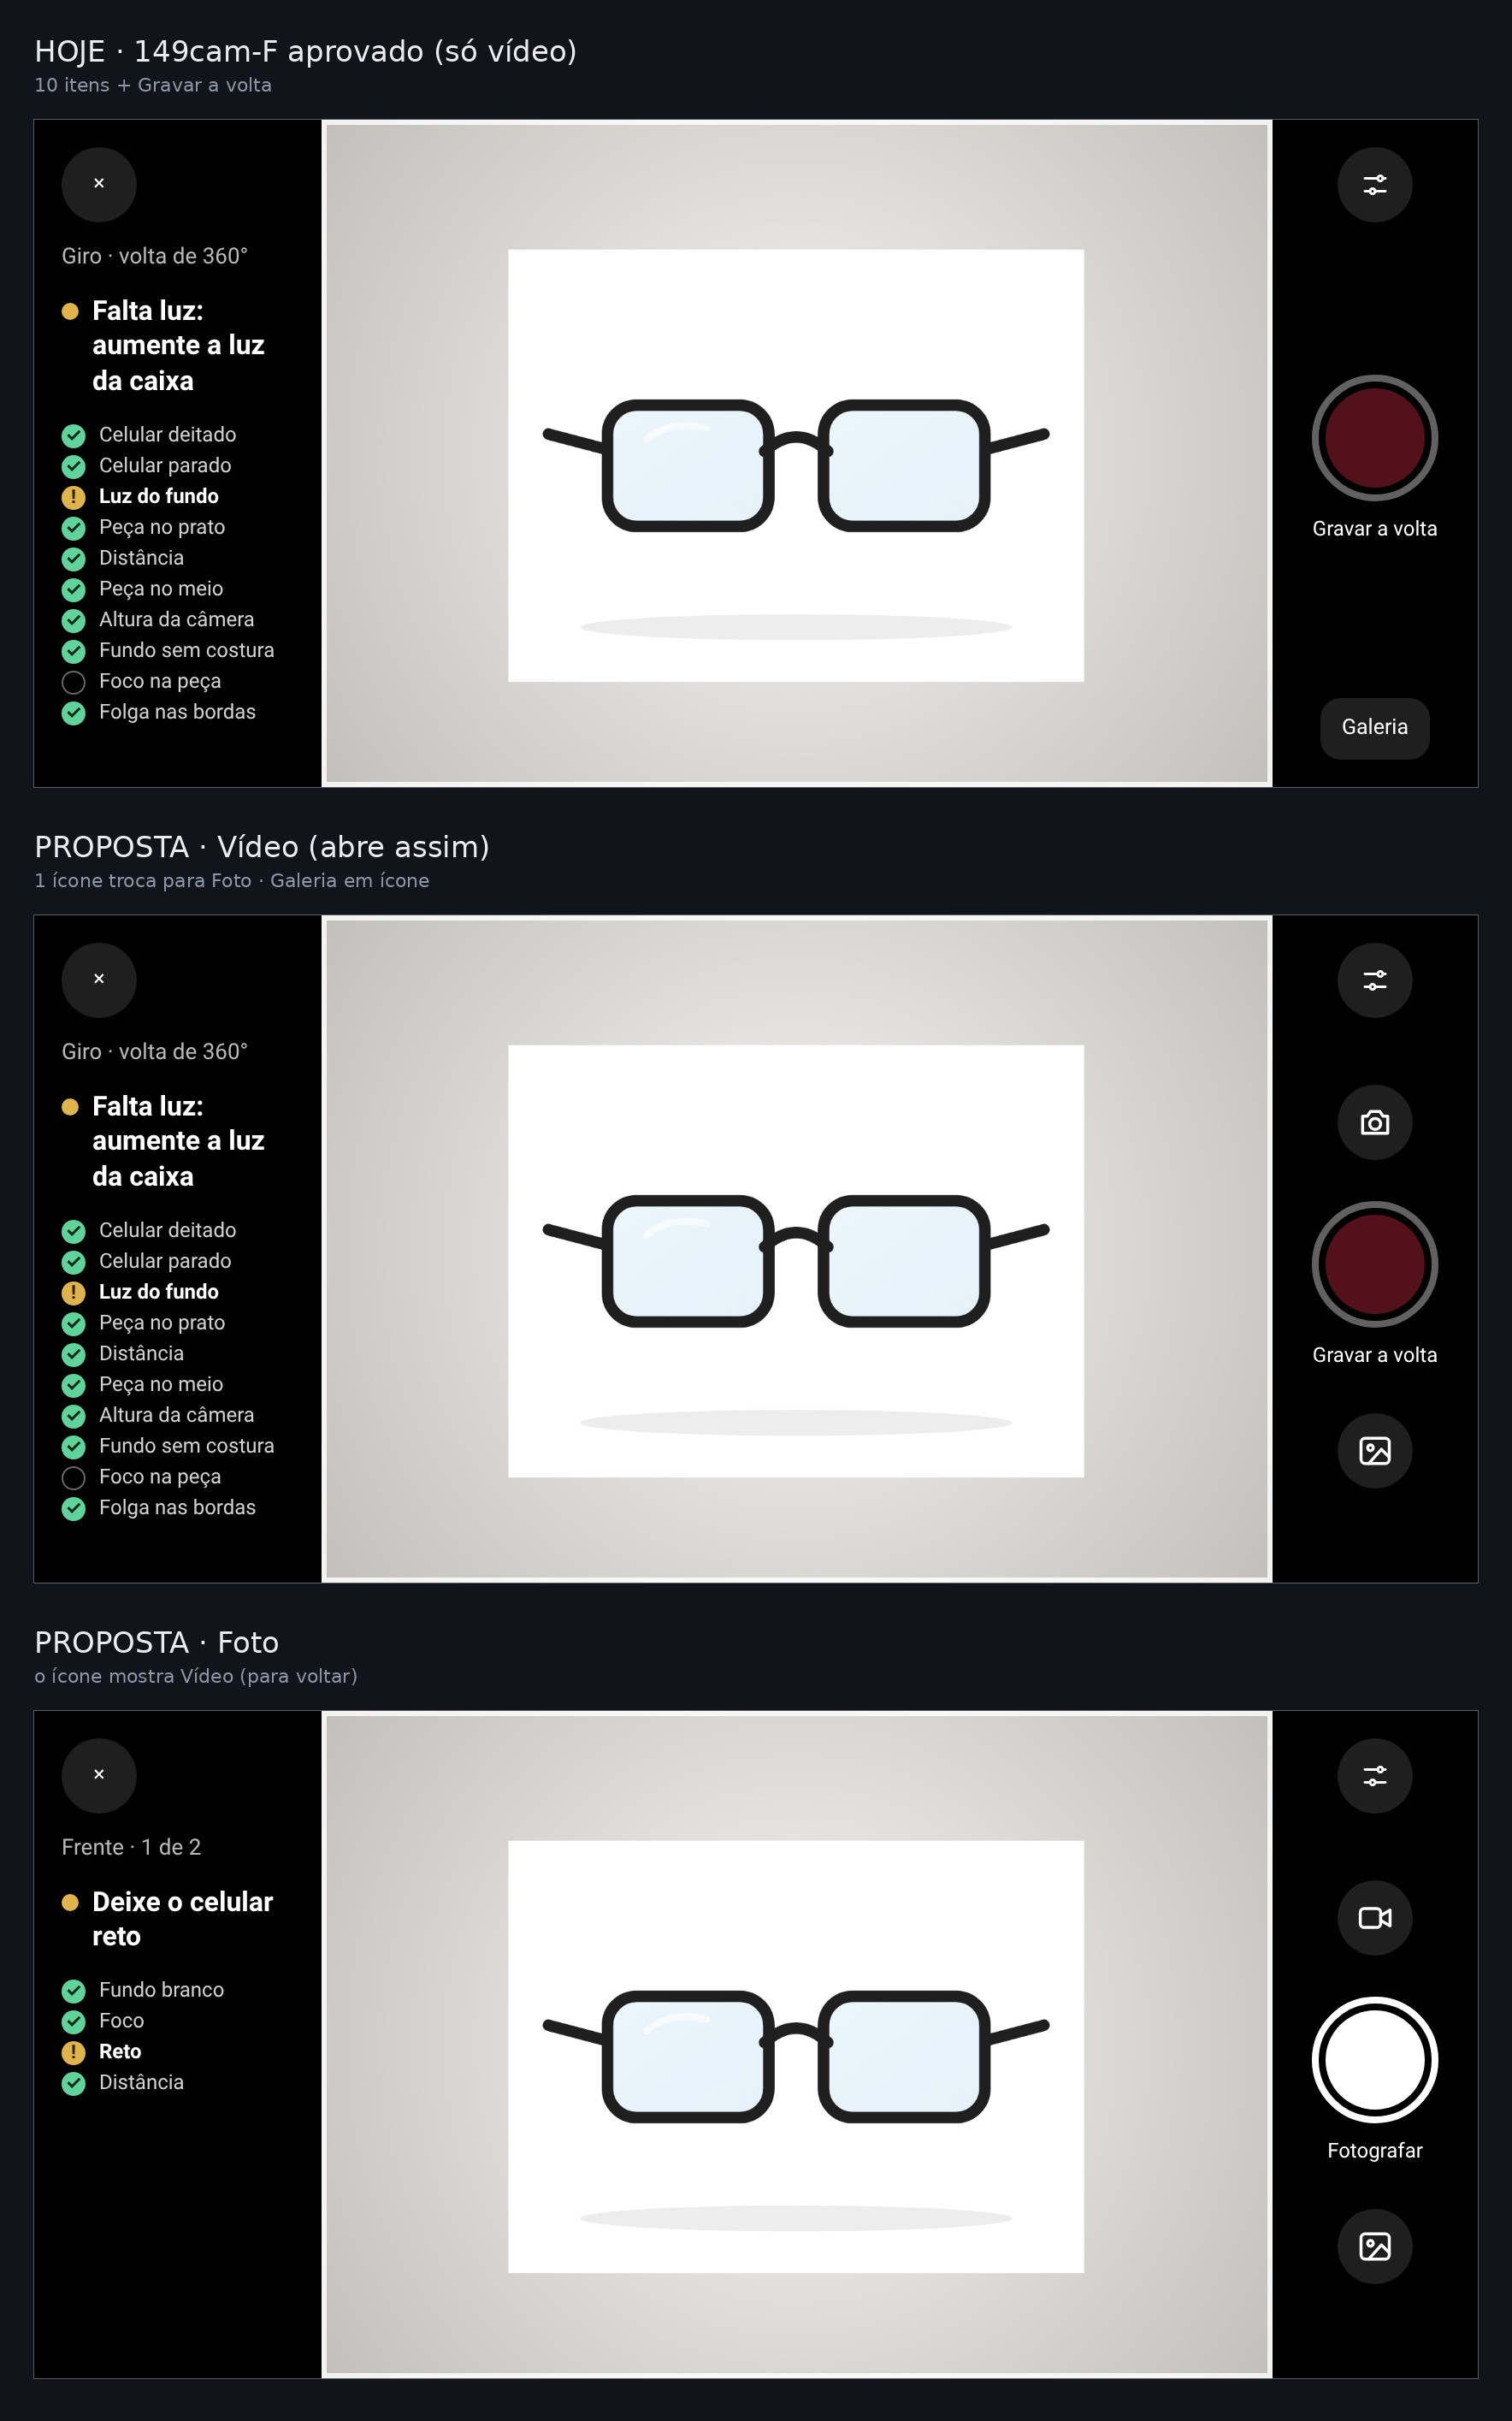 HOJE · 149cam-F aprovado (só vídeo)
10 itens + Gravar a volta
×
Giro · volta de 360°
Falta luz:
aumente a luz
da caixa
Celular deitado
Celular parado
! Luz do fundo
Peça no prato
Distância
Peça no meio
Altura da câmera
Fundo sem costura
Foco na peça
Folga nas bordas
Gravar a volta
Galeria
PROPOSTA · Vídeo (abre assim)
1 ícone troca para Foto · Galeria em ícone
×
Giro · volta de 360°
Falta luz:
aumente a luz
da caixa
Celular deitado
Celular parado
! Luz do fundo
Peça no prato
Distância
Peça no meio
Altura da câmera
Fundo sem costura
Foco na peça
Folga nas bordas
Gravar a volta
PROPOSTA · Foto
o ícone mostra Vídeo (para voltar)
×
Frente · 1 de 2
Deixe o celular
reto
Fundo branco
Foco
! Reto
Distância
Fotografar